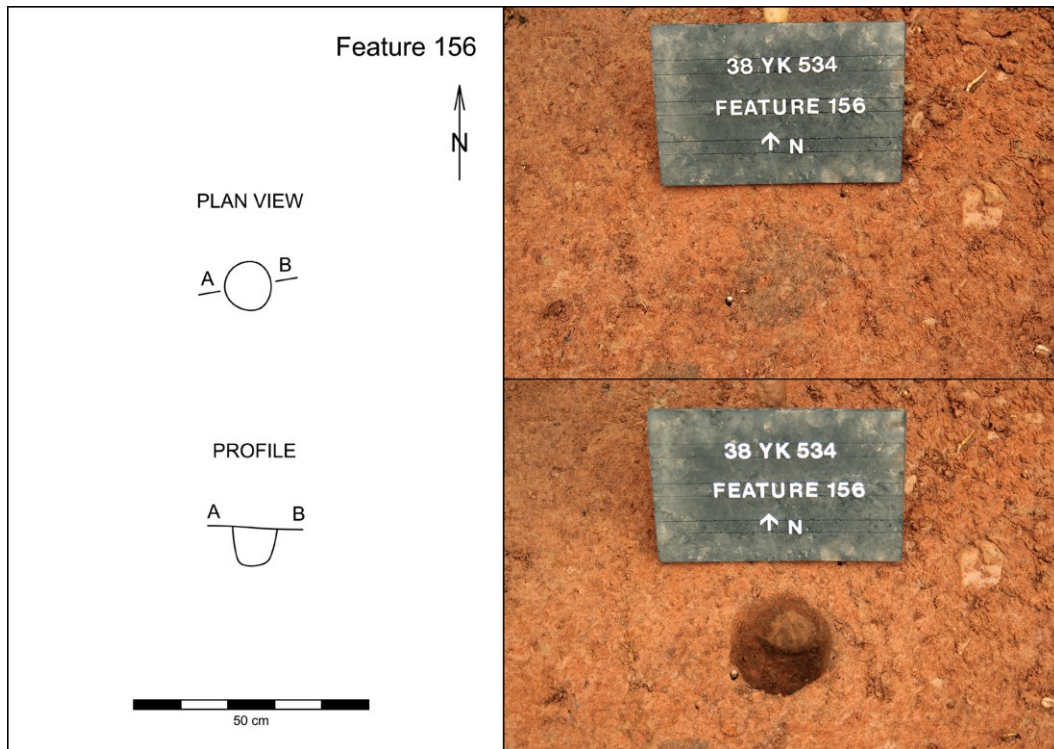 Feature 156
N
PLAN VIEW
A B
PROFILE
A B
50 cm
38 YK 534
FEATURE 156
↑ N
38 YK 534
FEATURE 156
↑ N